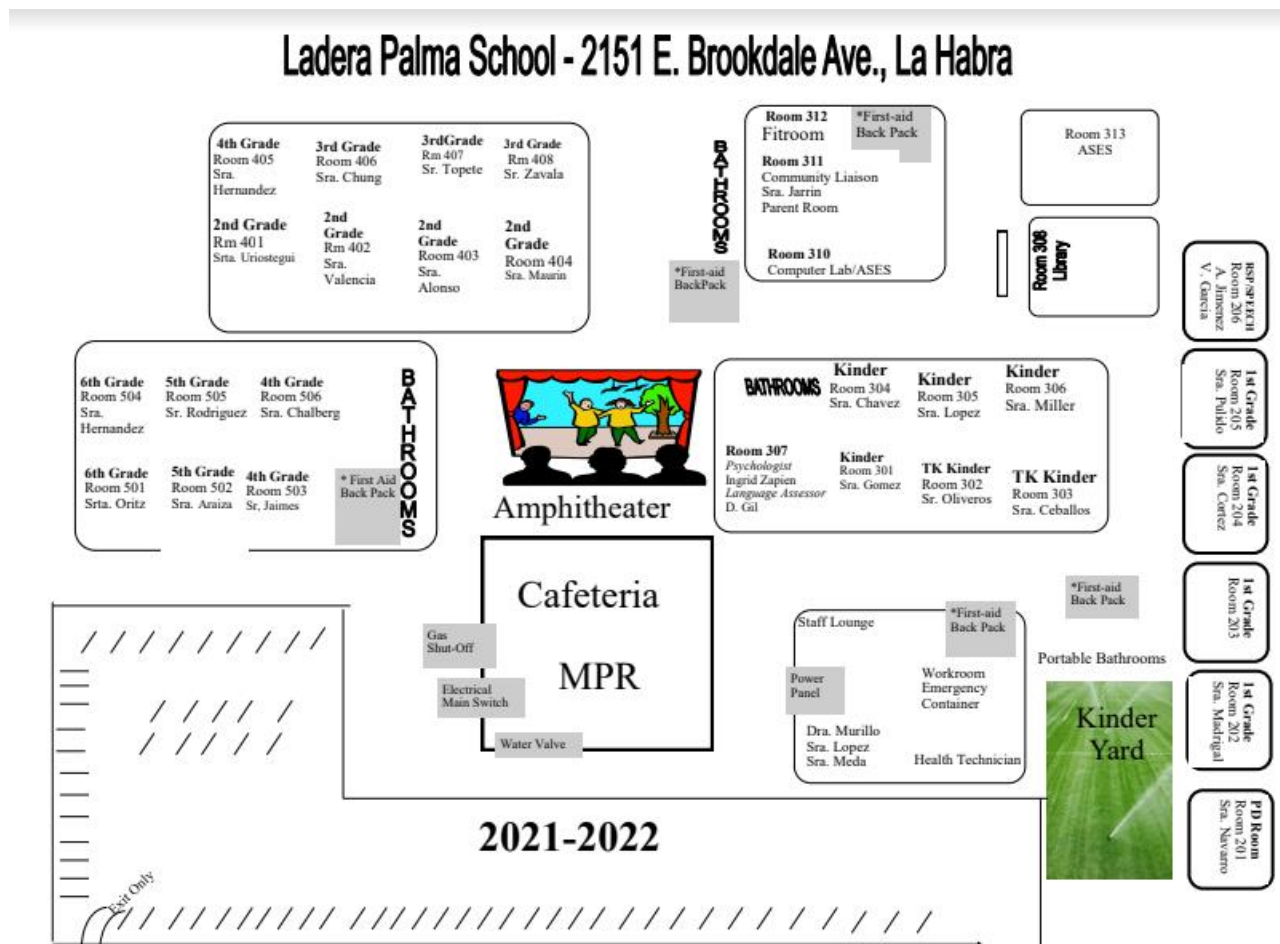 Ladera Palma School - 2151 E. Brookdale Ave., La Habra
4th Grade
Room 405
Sra.
Hernandez
3rd Grade
Room 406
Sra. Chung
3rdGrade
Rm 407
Sr. Topete
3rd Grade
Rm 408
Sr. Zavala
2nd Grade
Rm 401
Srta. Uriostegui
2nd
Grade
Rm 402
Sra.
Valencia
2nd
Grade
Room 403
Sra.
Alonso
2nd
Grade
Room 404
Sra. Maurin
BATHROOMS
*First-aid
BackPack
Room 312
Fitroom
*First-aid
Back Pack
Room 311
Community Liaison
Sra. Jarrin
Parent Room
Room 310
Computer Lab/ASES
Room 313
ASES
Room 308
Library
RSP/SPEECH
Room 206
A. Jimenez
V. Garcia
1st Grade
Room 205
Sra. Pulido
1st Grade
Room 204
Sra. Cortez
1st Grade
Room 203
1st Grade
Room 202
Sra. Madrigal
PD Room
Room 201
Sra. Navarro
6th Grade
Room 504
Sra.
Hernandez
5th Grade
Room 505
Sr. Rodriguez
4th Grade
Room 506
Sra. Chalberg
6th Grade
Room 501
Srta. Oritz
5th Grade
Room 502
Sra. Araiza
4th Grade
Room 503
Sr, Jaimes
* First Aid
Back Pack
BATHROOMS
Amphitheater
BATHROOMS
Kinder
Room 304
Sra. Chavez
Kinder
Room 305
Sra. Lopez
Kinder
Room 306
Sra. Miller
Room 307
Psychologist
Ingrid Zapien
Language Assessor
D. Gil
Kinder
Room 301
Sra. Gomez
TK Kinder
Room 302
Sr. Oliveros
TK Kinder
Room 303
Sra. Ceballos
Cafeteria
MPR
Gas
Shut-Off
Electrical
Main Switch
Water Valve
Staff Lounge
*First-aid
Back Pack
Power
Panel
Workroom
Emergency
Container
Dra. Murillo
Sra. Lopez
Sra. Meda
Health Technician
*First-aid
Back Pack
Portable Bathrooms
Kinder
Yard
2021-2022
Exit Only